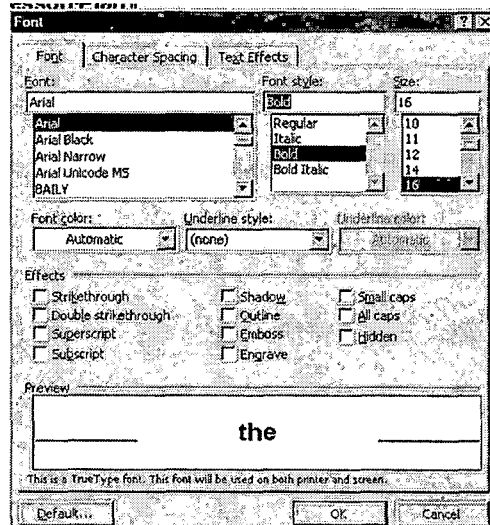 Font ? X
Font Character Spacing Text Effects
Font: Font style: Size:
Arial Bold 16
Arial Regular 10
Arial Black Italic 11
Arial Narrow Bold 12
Arial Unicode MS Bold Italic 14
BAILY 16
Font color: Underline style: Underline color:
Automatic (none) Automatic
Effects
Strikethrough Shadow Small caps
Double strikethrough Outline All caps
Superscript Emboss Hidden
Subscript Engrave
Preview
the
This is a TrueType font. This font will be used on both printer and screen.
Default... OK Cancel